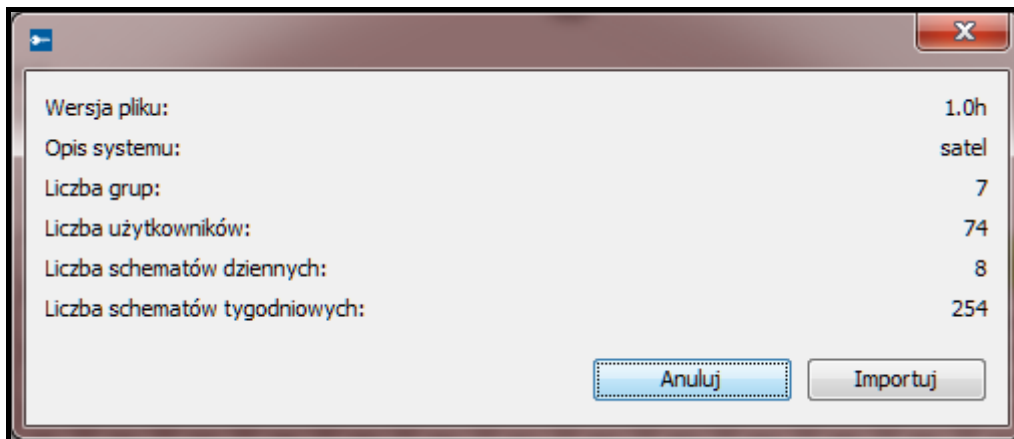 Wersja pliku: 1.0h
Opis systemu: satel
Liczba grup: 7
Liczba użytkowników: 74
Liczba schematów dziennych: 8
Liczba schematów tygodniowych: 254
Anuluj Importuj